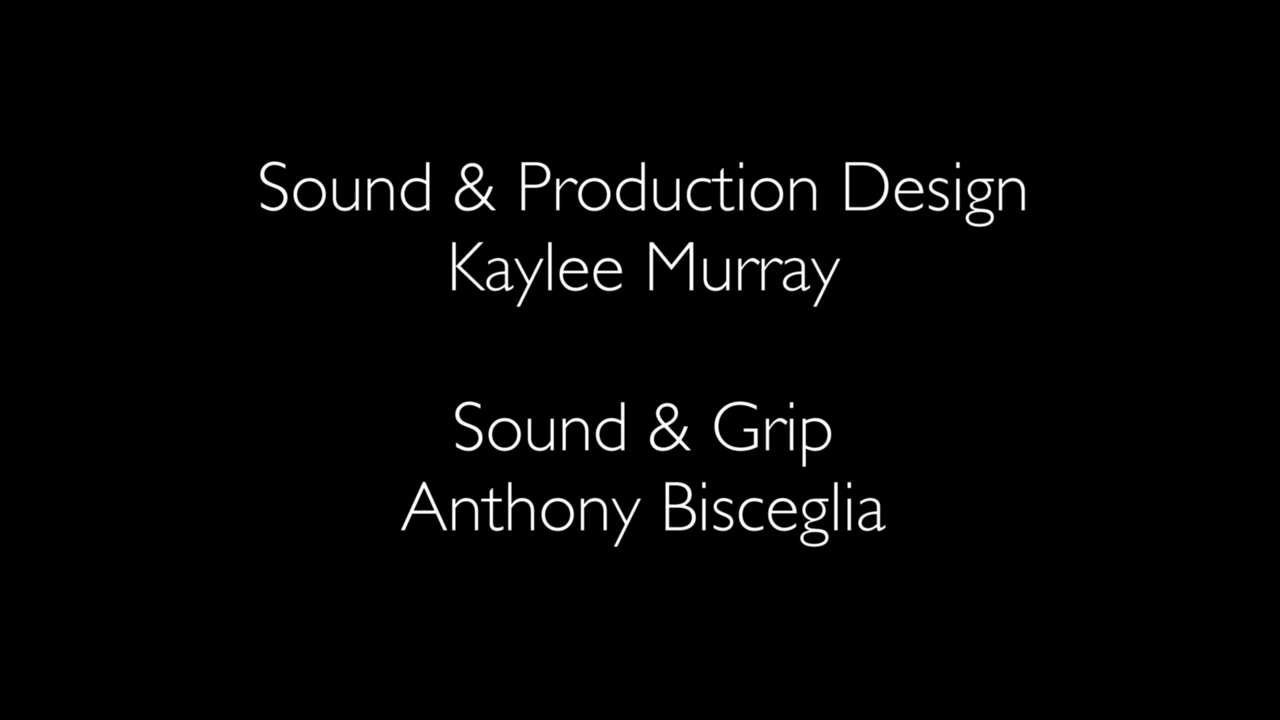 Sound & Production Design
Kaylee Murray
Sound & Grip
Anthony Bisceglia